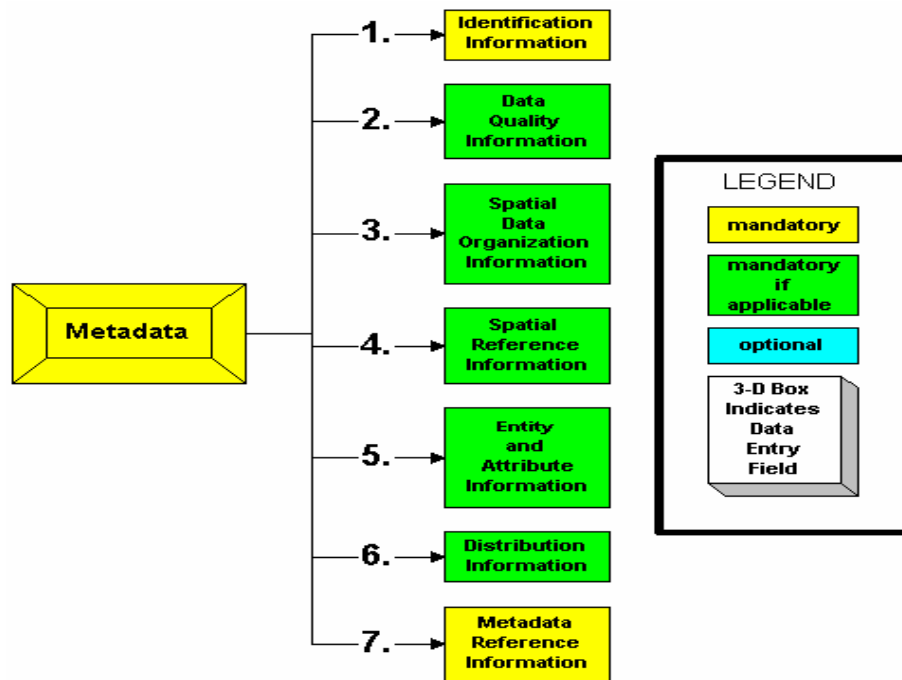 Metadata
1.
Identification
Information
2.
Data
Quality
Information
3.
Spatial
Data
Organization
Information
4.
Spatial
Reference
Information
5.
Entity
and
Attribute
Information
6.
Distribution
Information
7.
Metadata
Reference
Information
LEGEND
mandatory
mandatory
if
applicable
optional
3-D Box
Indicates
Data
Entry
Field